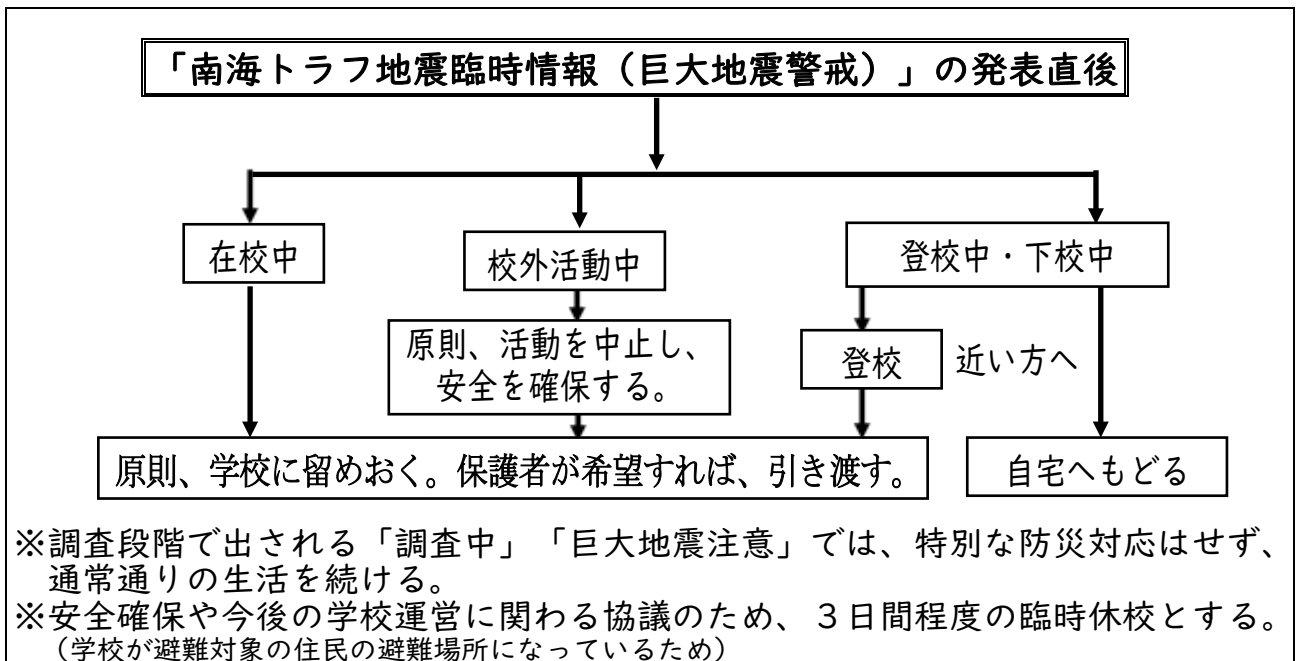 「南海トラフ地震臨時情報（巨大地震警戒）」の発表直後
在校中
校外活動中
登校中・下校中
原則、活動を中止し、
安全を確保する。
登校
近い方へ
原則、学校に留めおく。保護者が希望すれば、引き渡す。
自宅へもどる
※調査段階で出される「調査中」「巨大地震注意」では、特別な防災対応はせず、
通常通りの生活を続ける。
※安全確保や今後の学校運営に関わる協議のため、３日間程度の臨時休校とする。
（学校が避難対象の住民の避難場所になっているため）